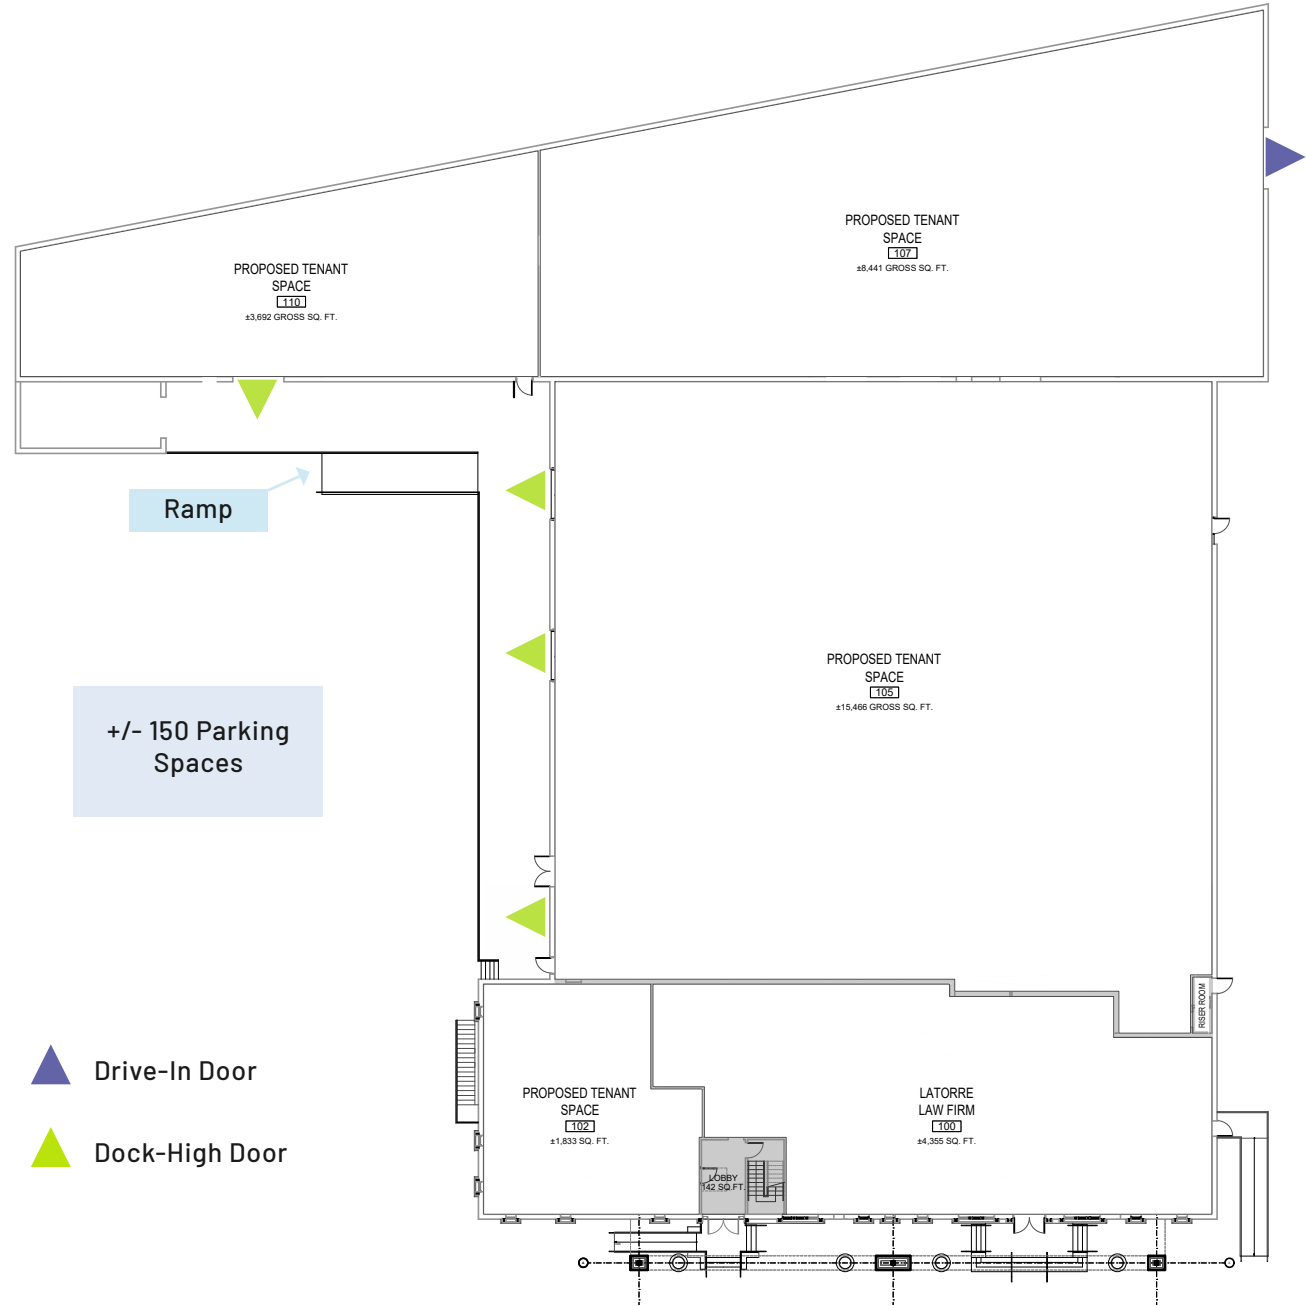 PROPOSED TENANT
SPACE
107
±8,441 GROSS SQ. FT.
PROPOSED TENANT
SPACE
110
±3,692 GROSS SQ. FT.
Ramp
PROPOSED TENANT
SPACE
105
±15,466 GROSS SQ. FT.
+/- 150 Parking
Spaces
RISER ROOM
Drive-In Door
Dock-High Door
PROPOSED TENANT
SPACE
102
±1,833 SQ. FT.
LATORRE
LAW FIRM
100
±4,355 SQ. FT.
LOBBY
142 SQ.FT.